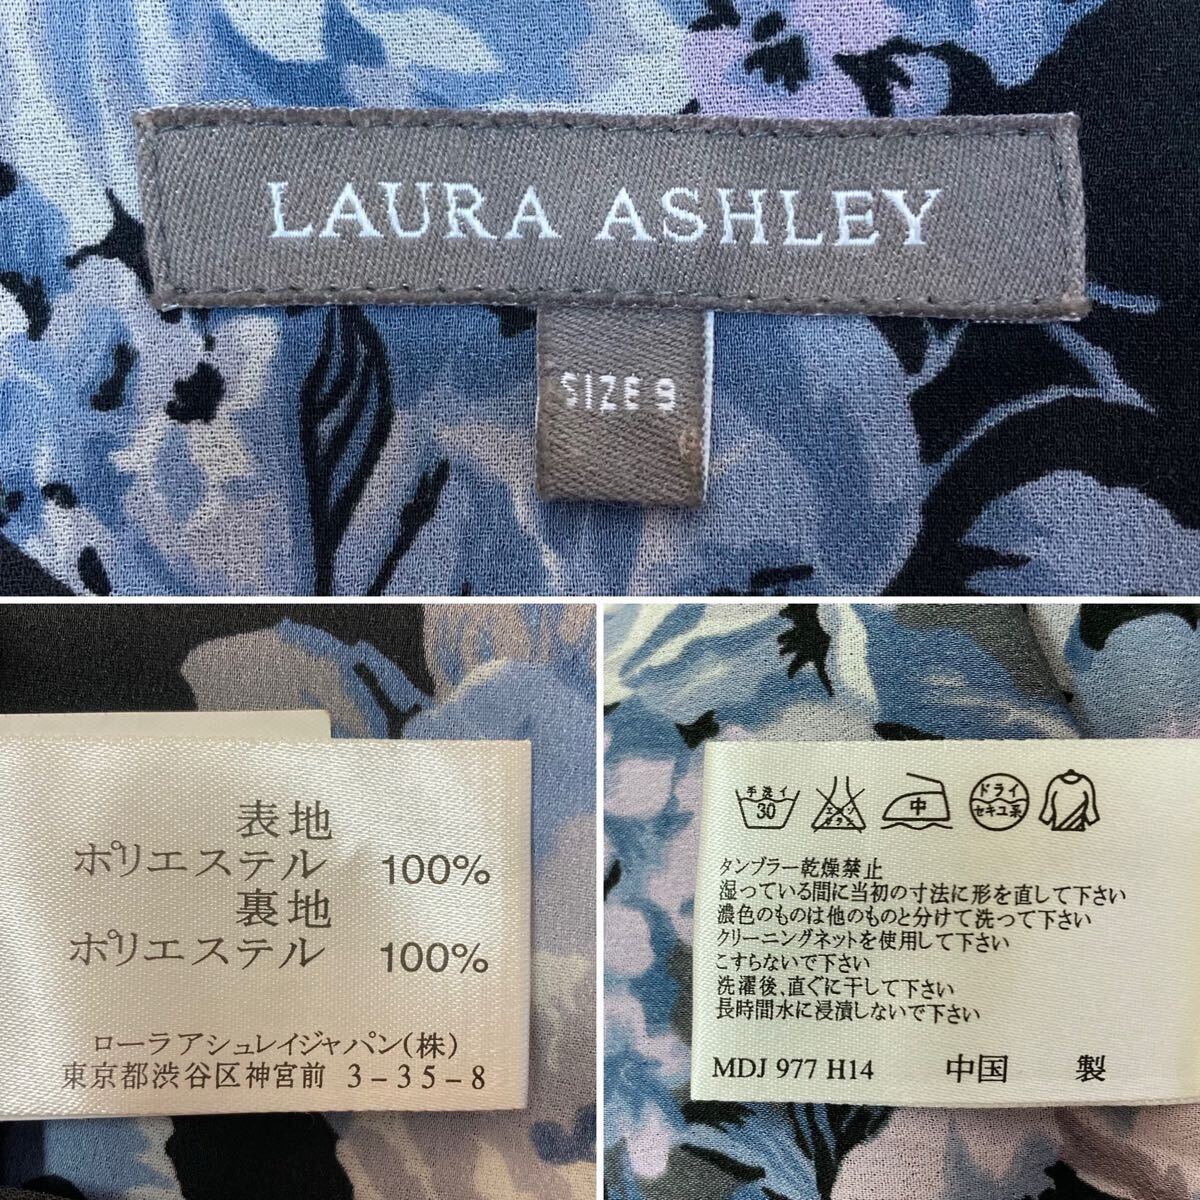 LAURA ASHLEY
SIZE 9
表地
ポリエステル 100%
裏地
ポリエステル 100%
ローラアシュレイジャパン(株)
東京都渋谷区神宮前 3-35-8
手洗イ
30
エンソ
サラシ
中
ドライ
セキユ系
タンブラー乾燥禁止
湿っている間に当初の寸法に形を直して下さい
濃色のものは他のものと分けて洗って下さい
クリーニングネットを使用して下さい
こすらないで下さい
洗濯後、直ぐに干して下さい
長時間水に浸漬しないで下さい
MDJ 977 H14 中国 製